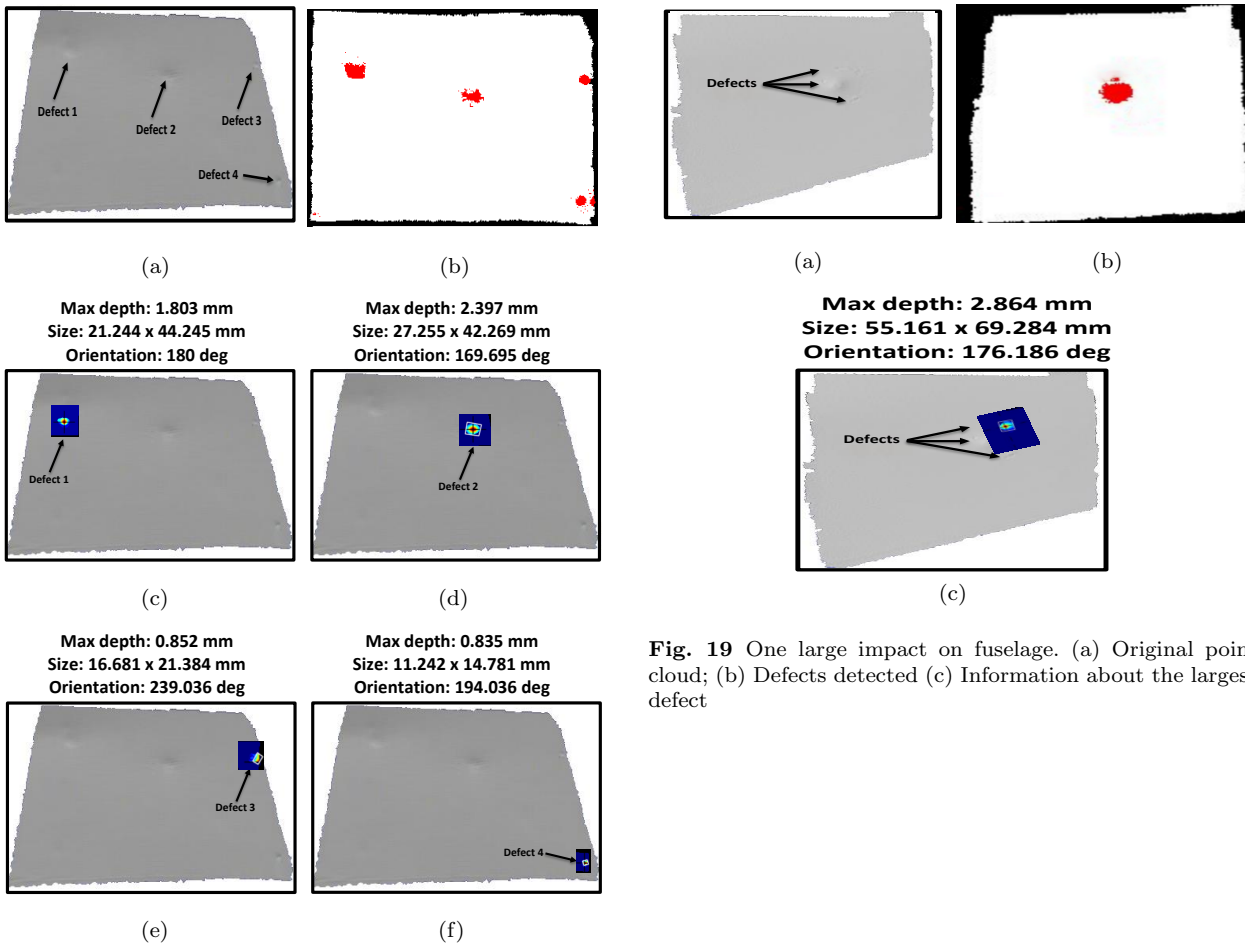 Defect 1
Defect 2
Defect 3
Defect 4
(a)
(b)
Max depth: 1.803 mm
Size: 21.244 x 44.245 mm
Orientation: 180 deg
Defect 1
(c)
Max depth: 2.397 mm
Size: 27.255 x 42.269 mm
Orientation: 169.695 deg
Defect 2
(d)
Max depth: 0.852 mm
Size: 16.681 x 21.384 mm
Orientation: 239.036 deg
Defect 3
(e)
Max depth: 0.835 mm
Size: 11.242 x 14.781 mm
Orientation: 194.036 deg
Defect 4
(f)
Defects
(a)
(b)
Max depth: 2.864 mm
Size: 55.161 x 69.284 mm
Orientation: 176.186 deg
Defects
(c)
Fig. 19 One large impact on fuselage. (a) Original poin
cloud; (b) Defects detected (c) Information about the larges
defect